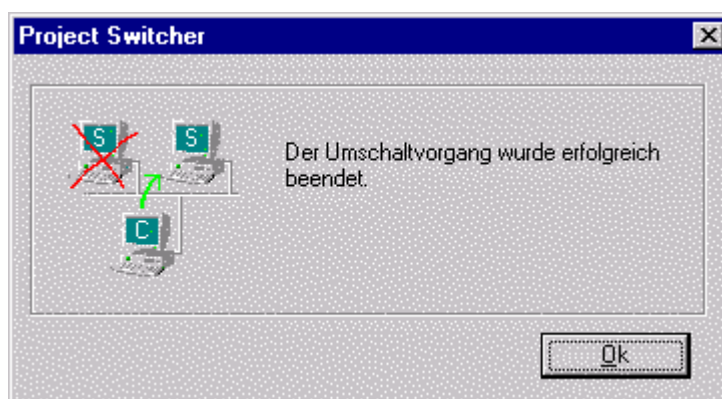 Project Switcher
S S
Der Umschaltvorgang wurde erfolgreich
beendet.
C
Ok